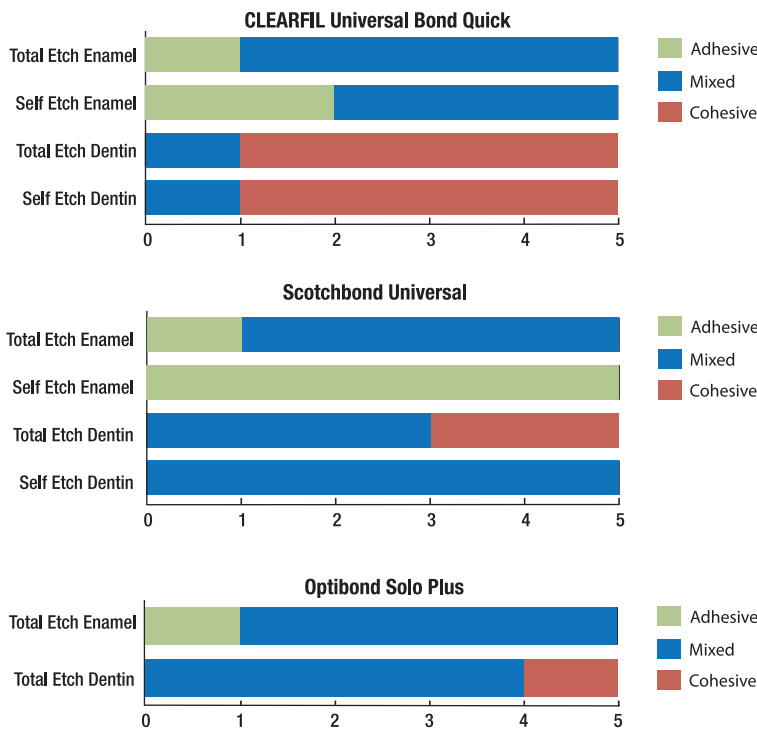 CLEARFIL Universal Bond Quick
Total Etch Enamel
Self Etch Enamel
Total Etch Dentin
Self Etch Dentin
0 1 2 3 4 5
Adhesive
Mixed
Cohesive
Scotchbond Universal
Total Etch Enamel
Self Etch Enamel
Total Etch Dentin
Self Etch Dentin
0 1 2 3 4 5
Adhesive
Mixed
Cohesive
Optibond Solo Plus
Total Etch Enamel
Total Etch Dentin
0 1 2 3 4 5
Adhesive
Mixed
Cohesive